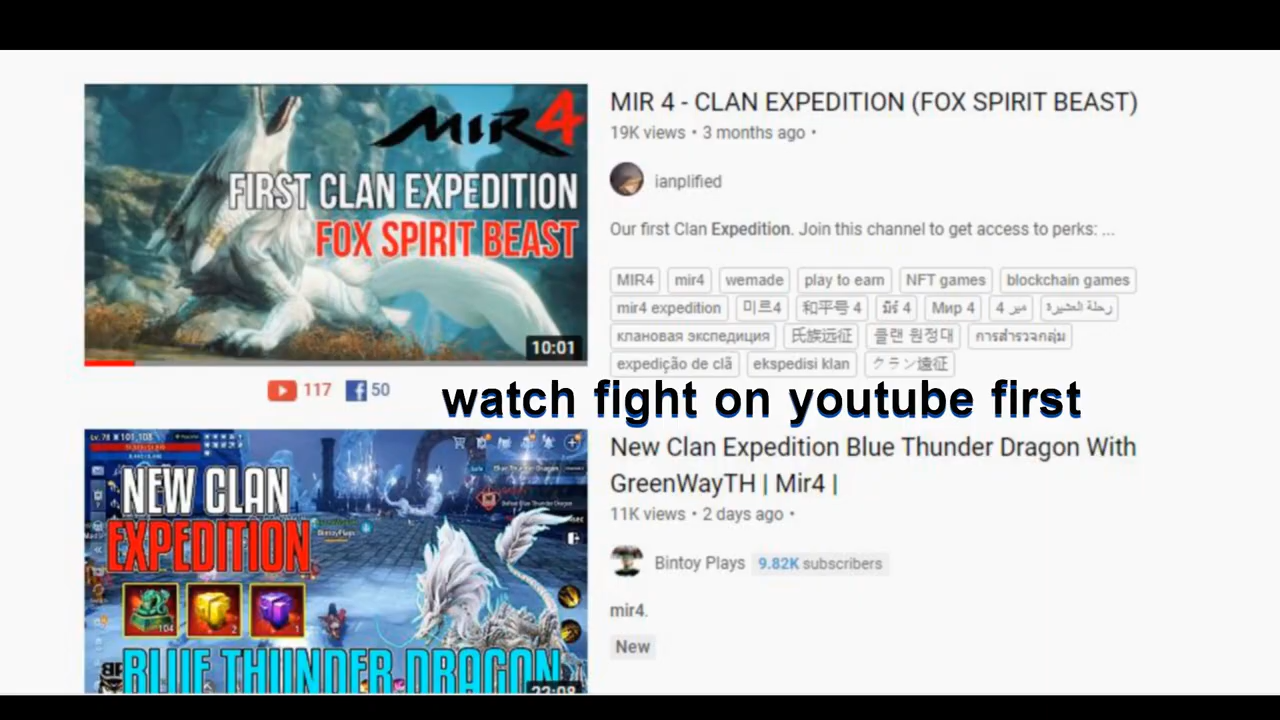 MIR4
FIRST CLAN EXPEDITION
FOX SPIRIT BEAST
10:01
117 50
MIR 4 - CLAN EXPEDITION (FOX SPIRIT BEAST)
19K views • 3 months ago •
ianplified
Our first Clan Expedition. Join this channel to get access to perks: ...
MIR4 mir4 wemade play to earn NFT games blockchain games
mir4 expedition 미르4 和平号 4 มีร์ 4 Мир 4 مير 4 رحلة العشيرة
клановая экспедиция 氏族远征 클랜 원정대 การสำรวจกลุ่ม
expedição de clã ekspedisi klan クラン遠征
watch fight on youtube first
NEW CLAN
EXPEDITION
104 2 1
BLUE THUNDER DRAGON
New Clan Expedition Blue Thunder Dragon With
GreenWayTH | Mir4 |
11K views • 2 days ago •
Bintoy Plays 9.82K subscribers
mir4.
New